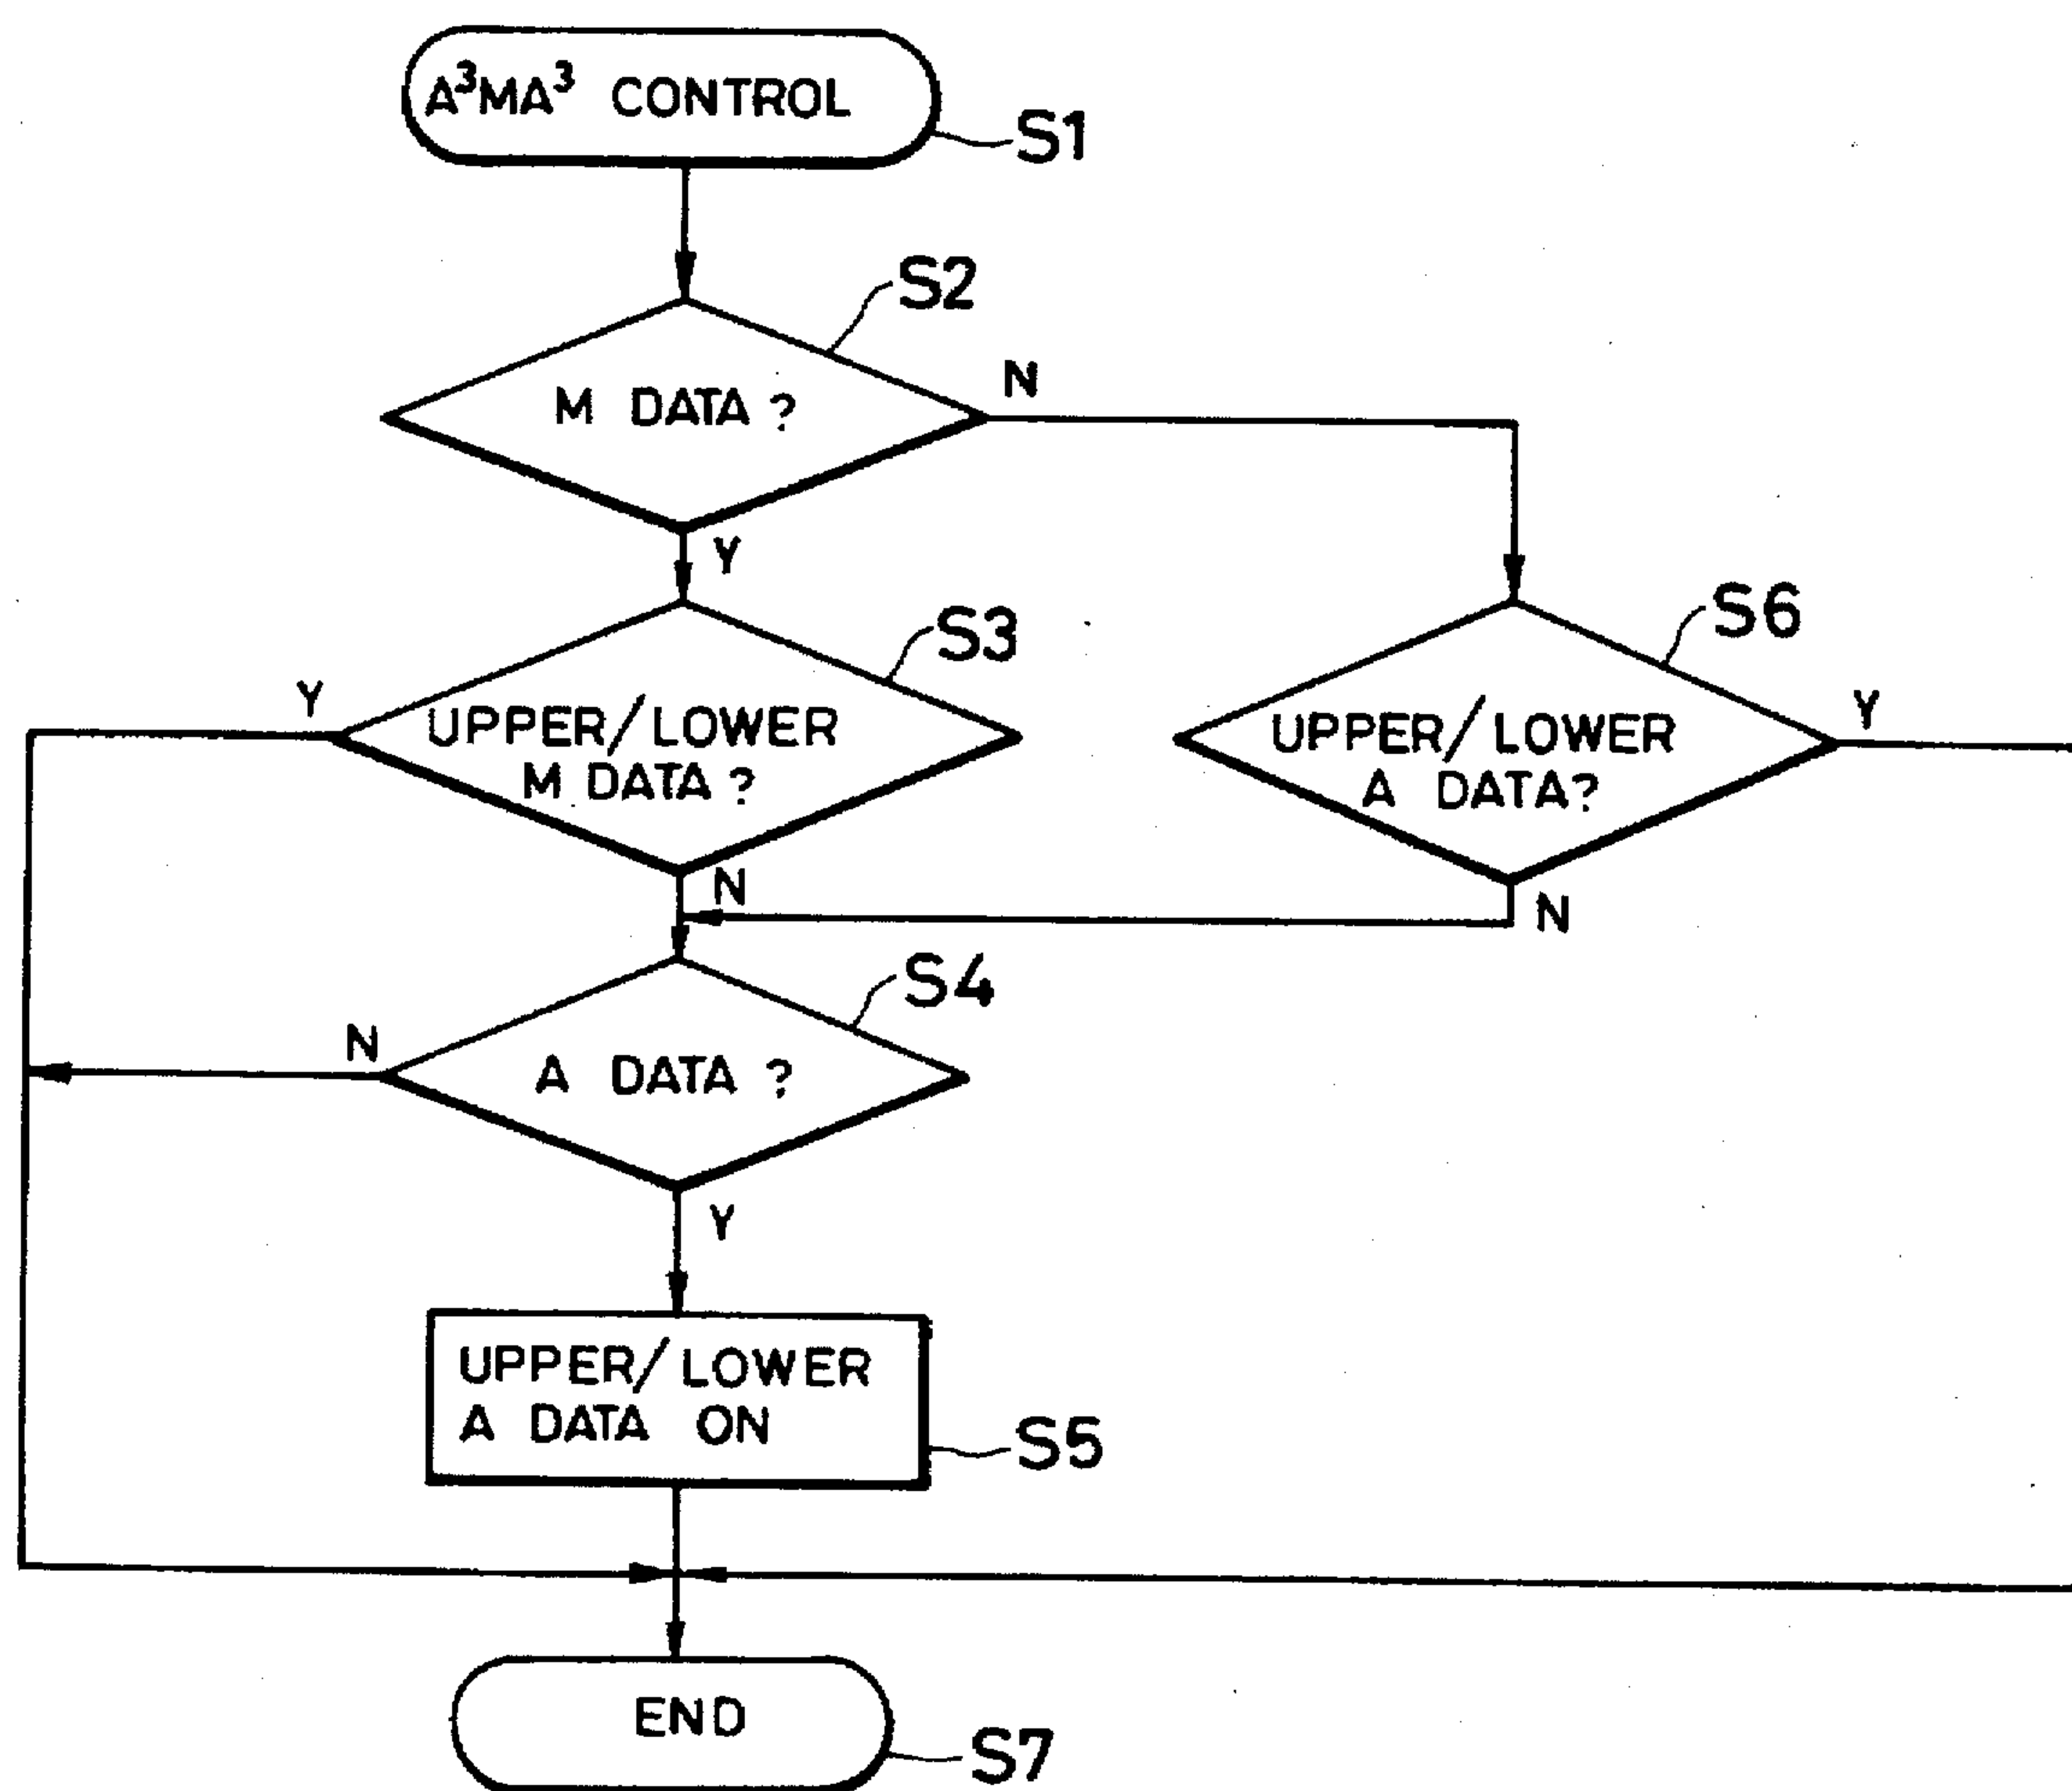 A³MA³ CONTROL
S1
S2
M DATA ?
N
Y
S3
S6
Y
UPPER/LOWER
M DATA ?
Y
UPPER/LOWER
A DATA?
N
N
S4
N
A DATA ?
Y
UPPER/LOWER
A DATA ON
S5
END
S7